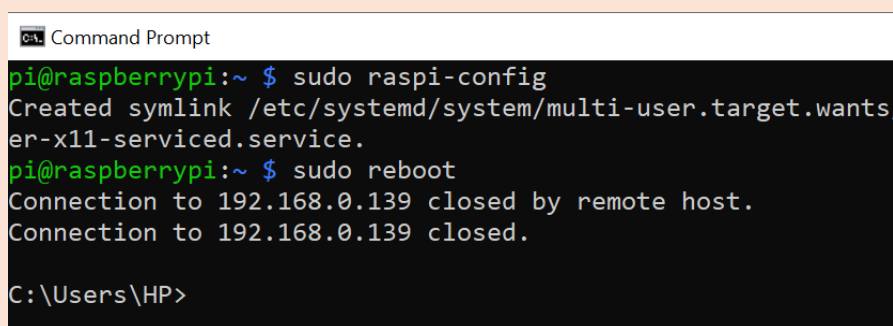 Command Prompt
pi@raspberrypi:~ $ sudo raspi-config
Created symlink /etc/systemd/system/multi-user.target.wants
er-x11-serviced.service.
pi@raspberrypi:~ $ sudo reboot
Connection to 192.168.0.139 closed by remote host.
Connection to 192.168.0.139 closed.
C:\Users\HP>